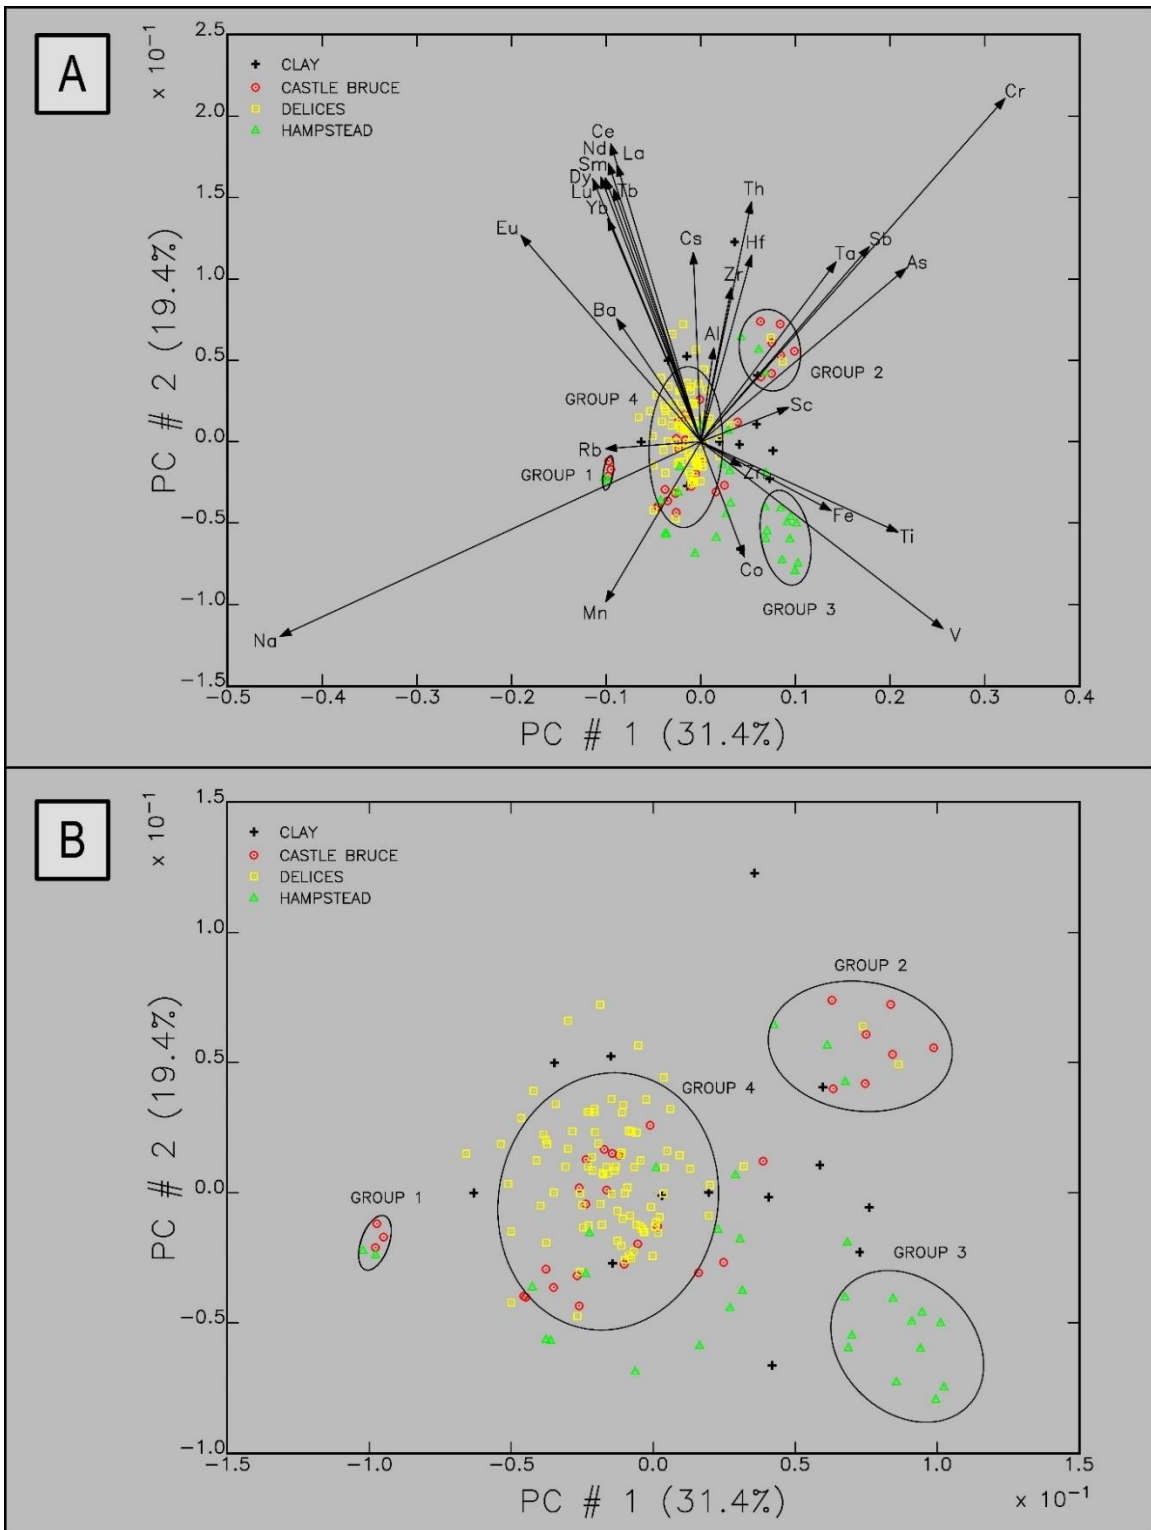 A
× 10⁻¹
2.5
2.0
1.5
1.0
0.5
0.0
−0.5
−1.0
−1.5
PC # 2 (19.4%)
CLAY
CASTLE BRUCE
DELICES
HAMPSTEAD
Cr
Ce
Nd
La
Sm
Dy
Tb
Lu
Yb
Th
Eu
Cs
Hf
Sb
Ta
As
Zr
Ba
Al
GROUP 2
GROUP 4
Sc
Rb
GROUP 1
Zn
Fe
Ti
Co
GROUP 3
Mn
Na
V
−0.5 −0.4 −0.2 −0.1 0.0 0.1 0.2 0.3 0.4
PC # 1 (31.4%)
B
× 10⁻¹
1.5
1.0
0.5
0.0
−0.5
−1.0
PC # 2 (19.4%)
CLAY
CASTLE BRUCE
DELICES
HAMPSTEAD
GROUP 2
GROUP 4
GROUP 1
GROUP 3
−1.5 −1.0 −0.5 0.0 0.5 1.0 1.5
PC # 1 (31.4%)
× 10⁻¹